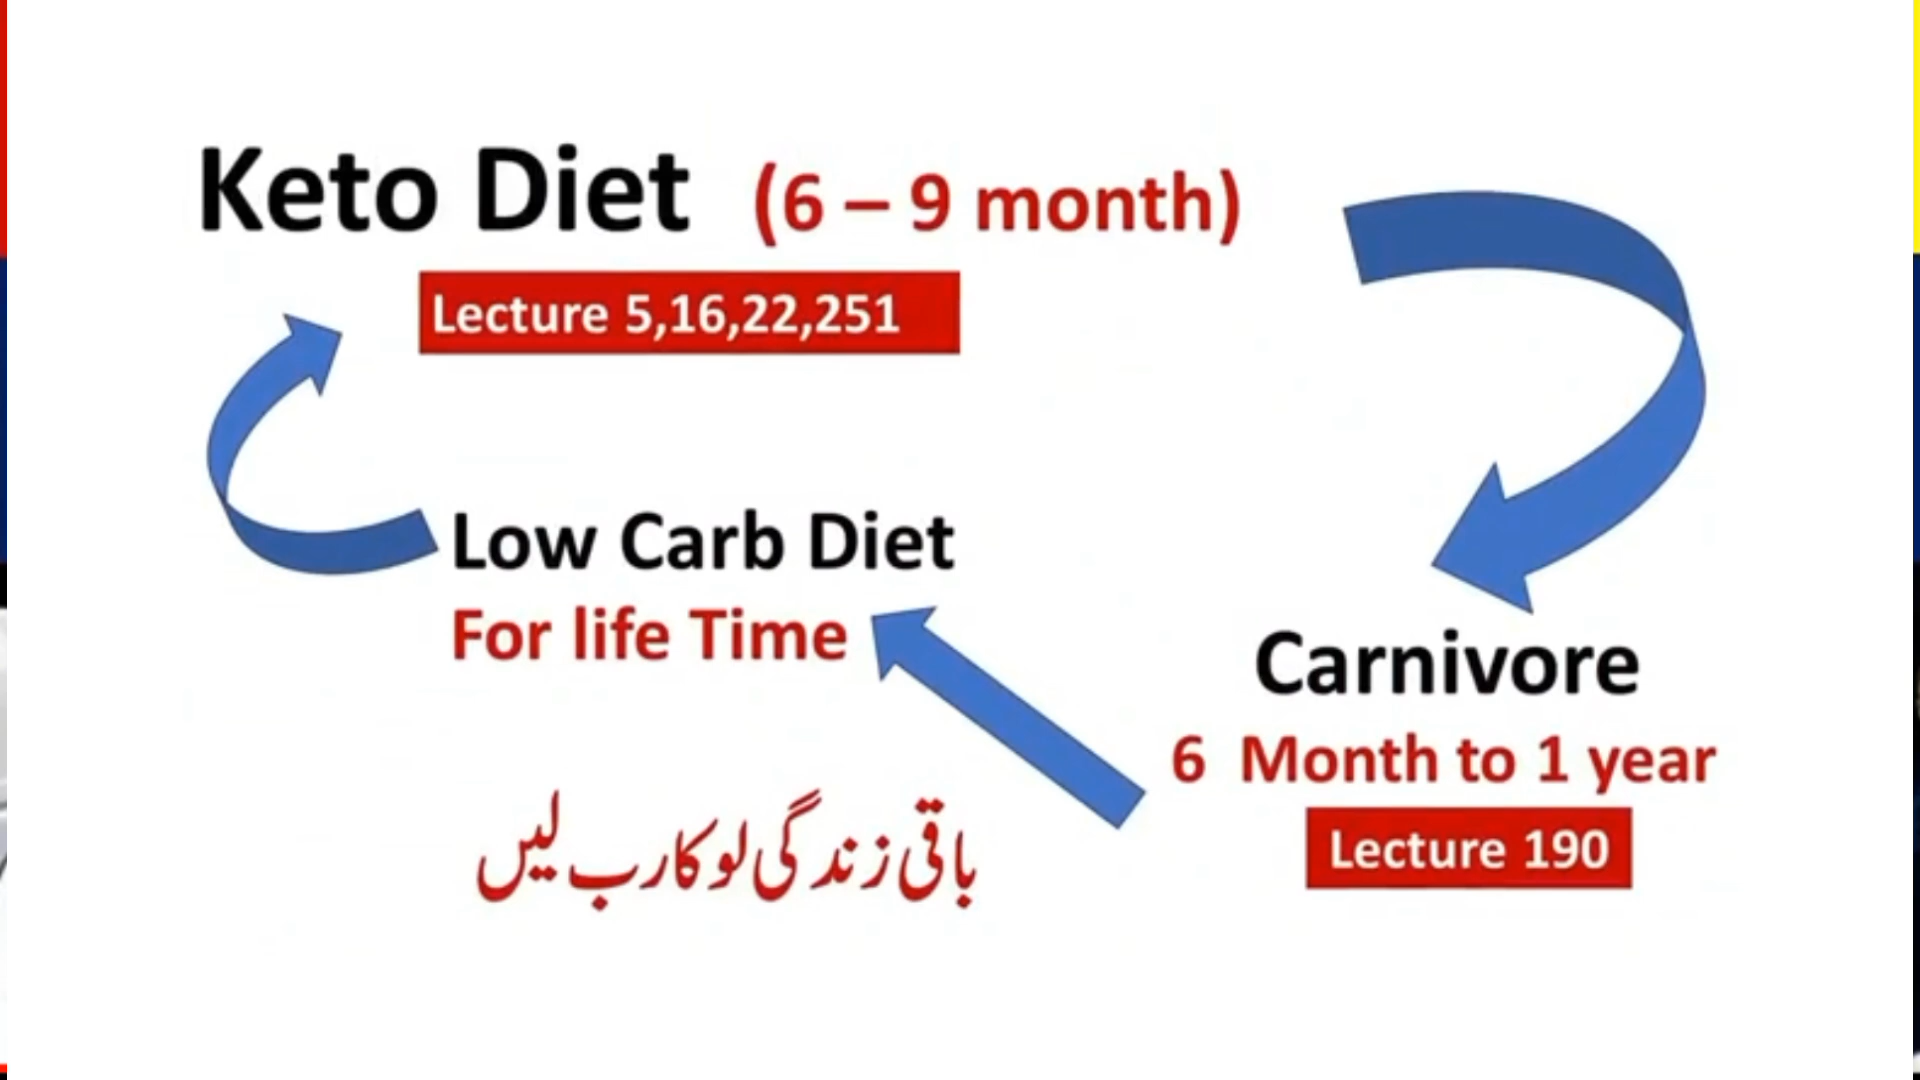 Keto Diet (6 – 9 month)
Lecture 5,16,22,251
Low Carb Diet
For life Time
Carnivore
6 Month to 1 year
Lecture 190
باقی زندگی لو کارب لیں